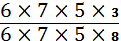 6 × 7 × 5 × 3
6 × 7 × 5 × 8